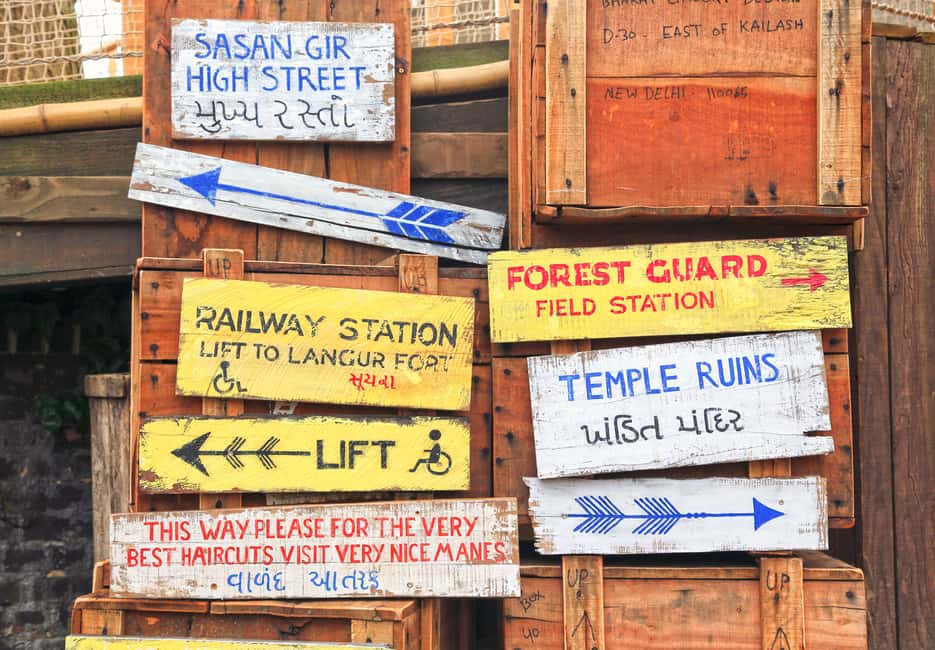 SASAN GIR
HIGH STREET
મુખ્ય રસ્તો
D-30 - EAST OF KAILASH
NEW DELHI 110065
FOREST GUARD
FIELD STATION
UP
RAILWAY STATION
LIFT TO LANGUR FORT
સૂચના
TEMPLE RUINS
ખંડિત મંદિર
LIFT
THIS WAY PLEASE FOR THE VERY
BEST HAIRCUTS VISIT VERY NICE MANES
વાળંદ આતરફ
UP
UP
BOX
40